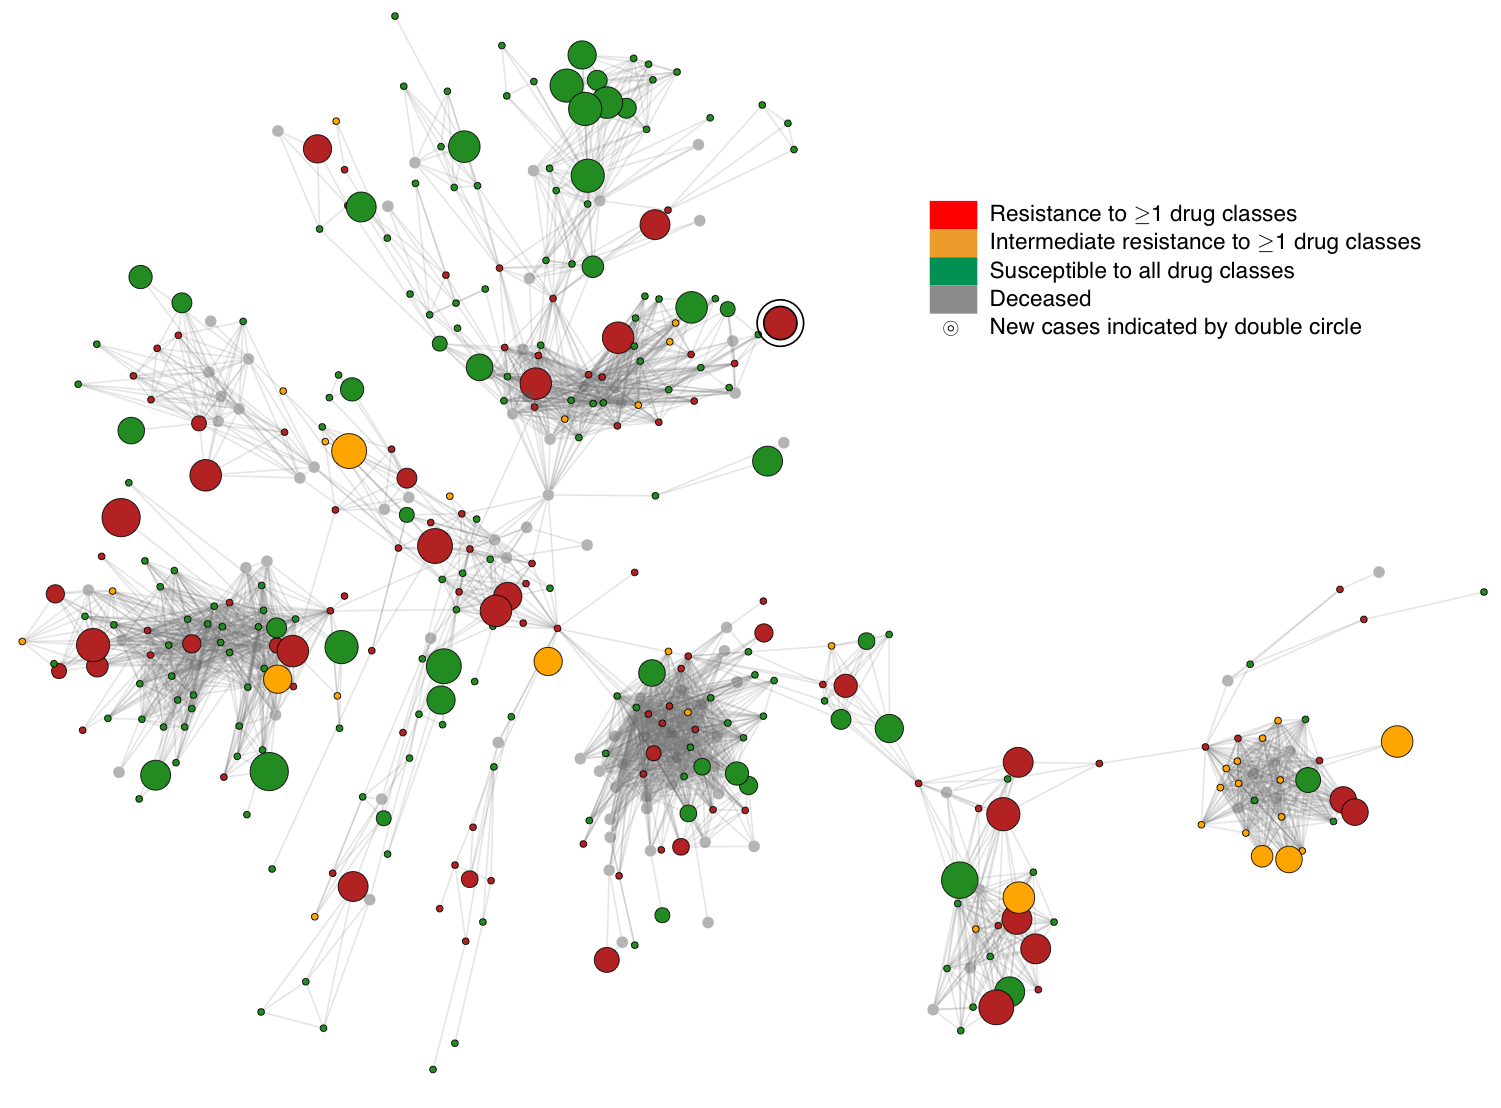 Resistance to ≥1 drug classes
Intermediate resistance to ≥1 drug classes
Susceptible to all drug classes
Deceased
New cases indicated by double circle